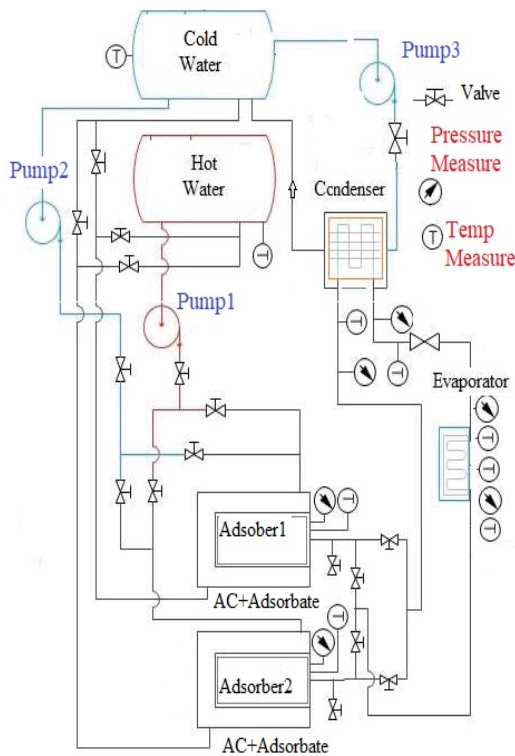 Cold
Water
T
Pump3
Valve
Pressure
Measure
Pump2
Hot
Water
Ccndenser
T
Temp
Measure
T
Pump1
T
T
Evaporator
T
T
T
T
Adsober1
AC+Adsorbate
T
Adsorber2
AC+Adsorbate